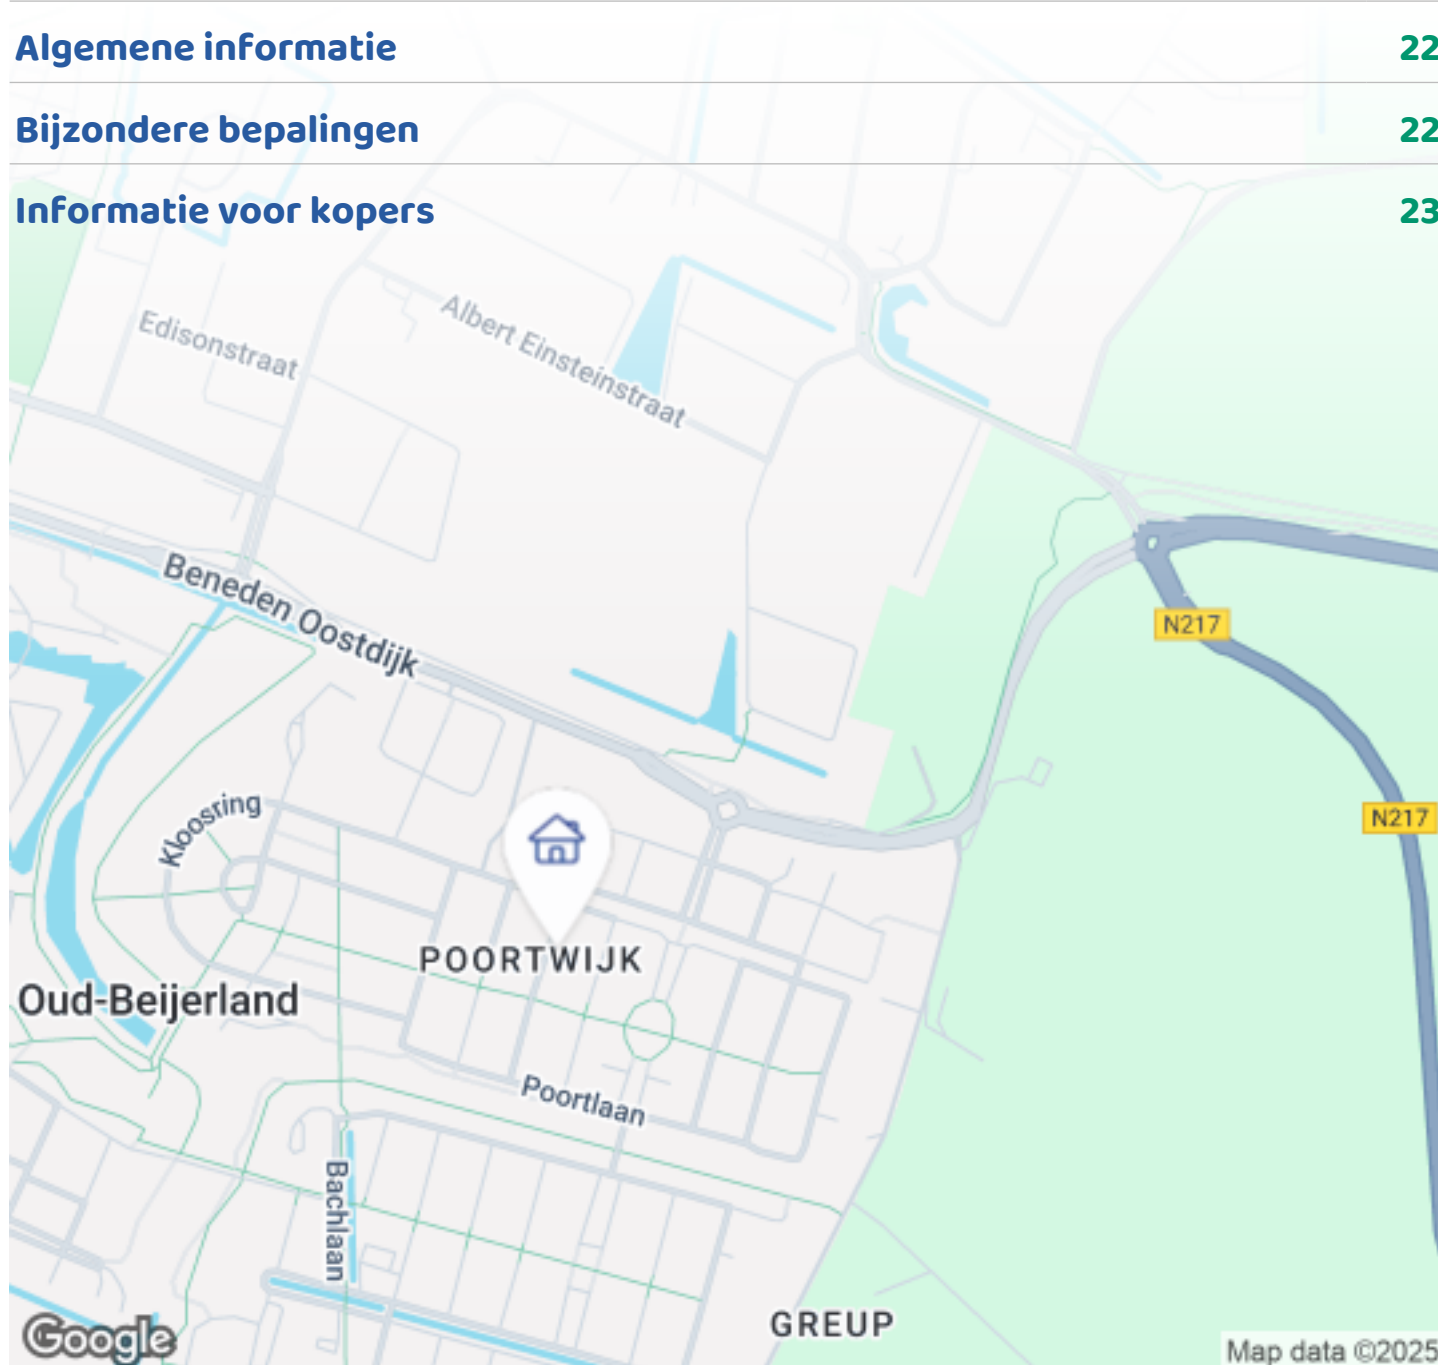 Algemene informatie 22
Bijzondere bepalingen 22
Informatie voor kopers 23
Edisonstraat
Albert Einsteinstraat
Beneden Oostdijk
N217
N217
Kloosring
POORTWIJK
Oud-Beijerland
Poortlaan
Bachlaan
GREUP
Google
Map data ©2025